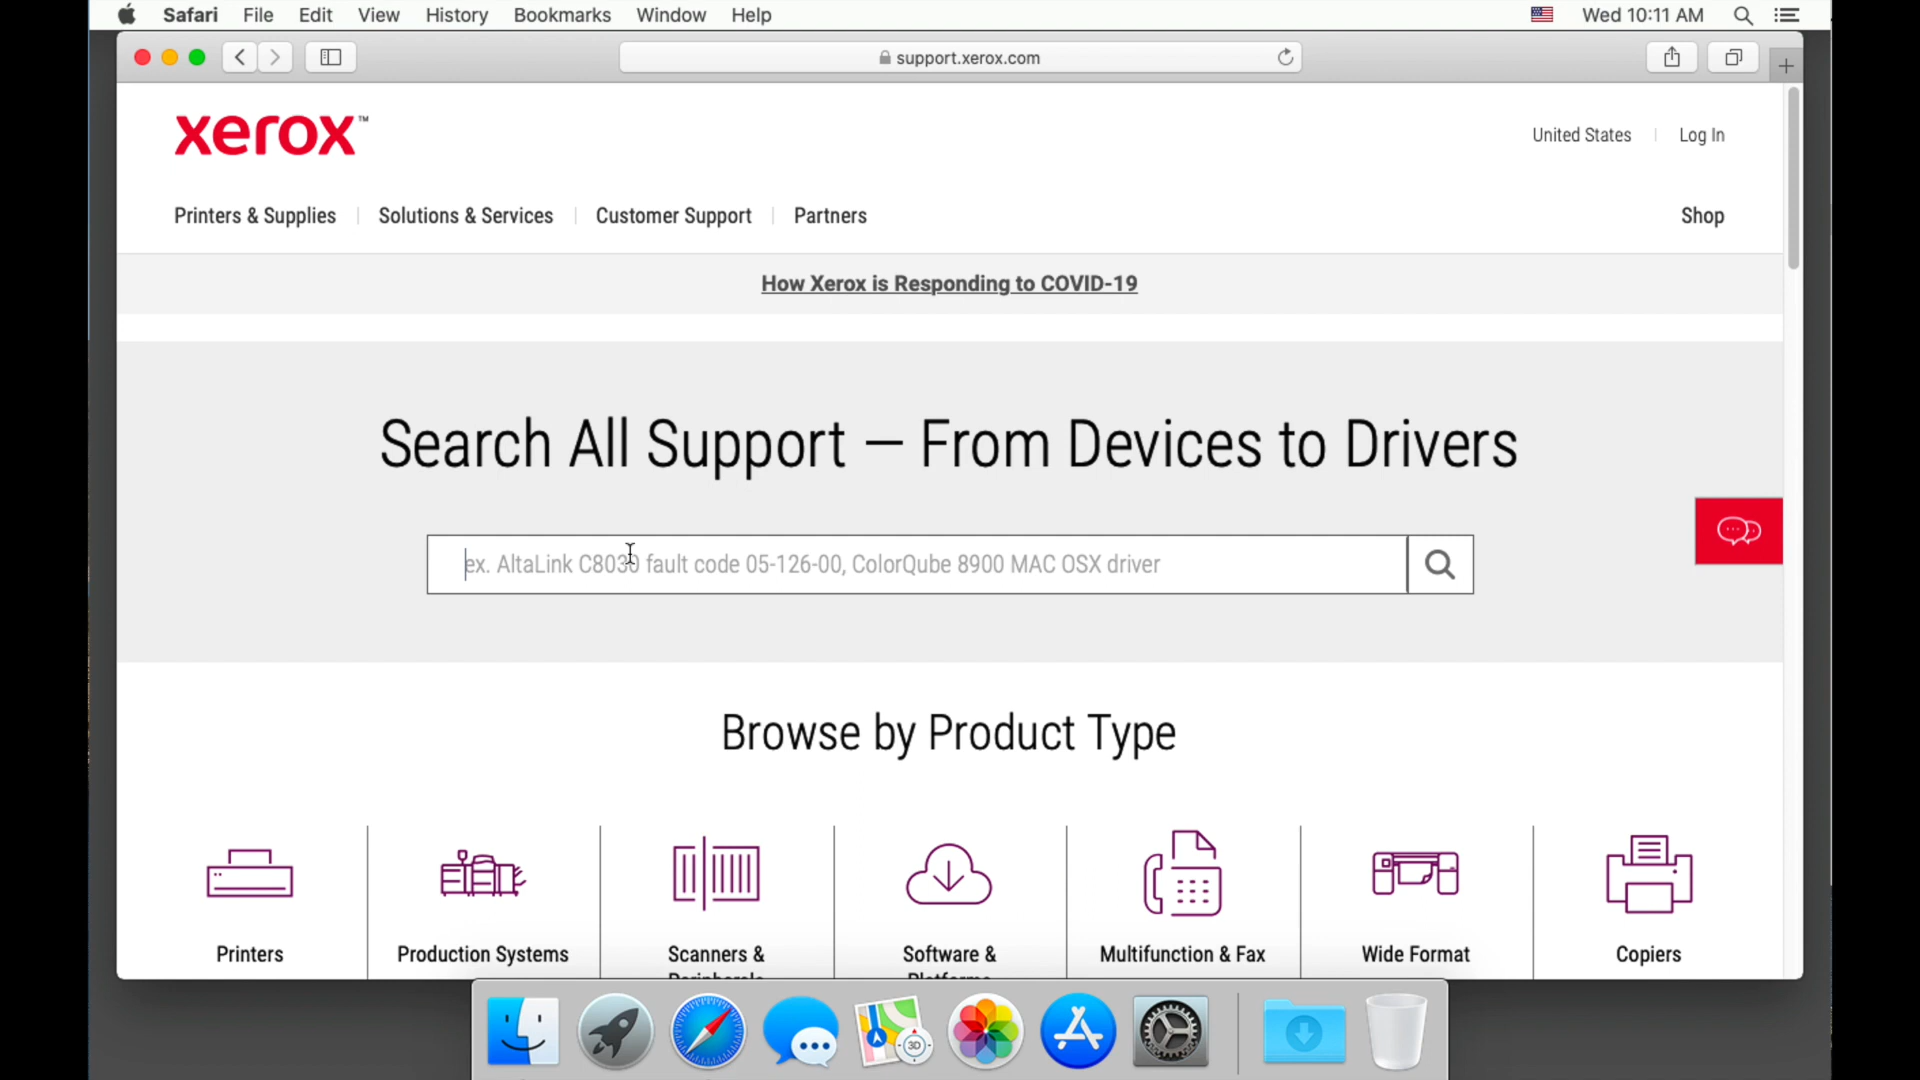 Safari File Edit View History Bookmarks Window Help Wed 10:11 AM
support.xerox.com
xerox™
United States Log In
Printers & Supplies Solutions & Services Customer Support Partners Shop
How Xerox is Responding to COVID-19
Search All Support – From Devices to Drivers
ex. AltaLink C8030 fault code 05-126-00, ColorQube 8900 MAC OSX driver
Browse by Product Type
Printers
Production Systems
Scanners &
Peripherals
Software &
Platforms
Multifunction & Fax
Wide Format
Copiers
3D